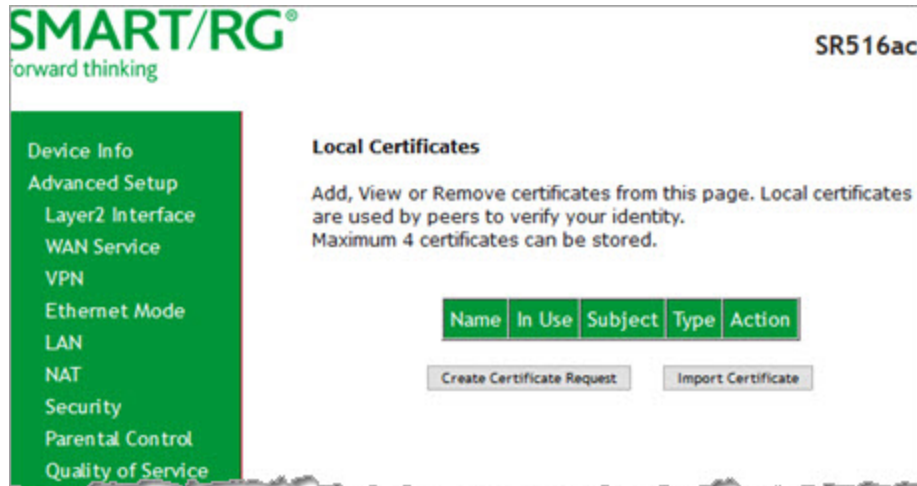 SMART/RG®
forward thinking
SR516ac
Device Info
Advanced Setup
Layer2 Interface
WAN Service
VPN
Ethernet Mode
LAN
NAT
Security
Parental Control
Quality of Service
Local Certificates
Add, View or Remove certificates from this page. Local certificates
are used by peers to verify your identity.
Maximum 4 certificates can be stored.
Name In Use Subject Type Action
Create Certificate Request Import Certificate